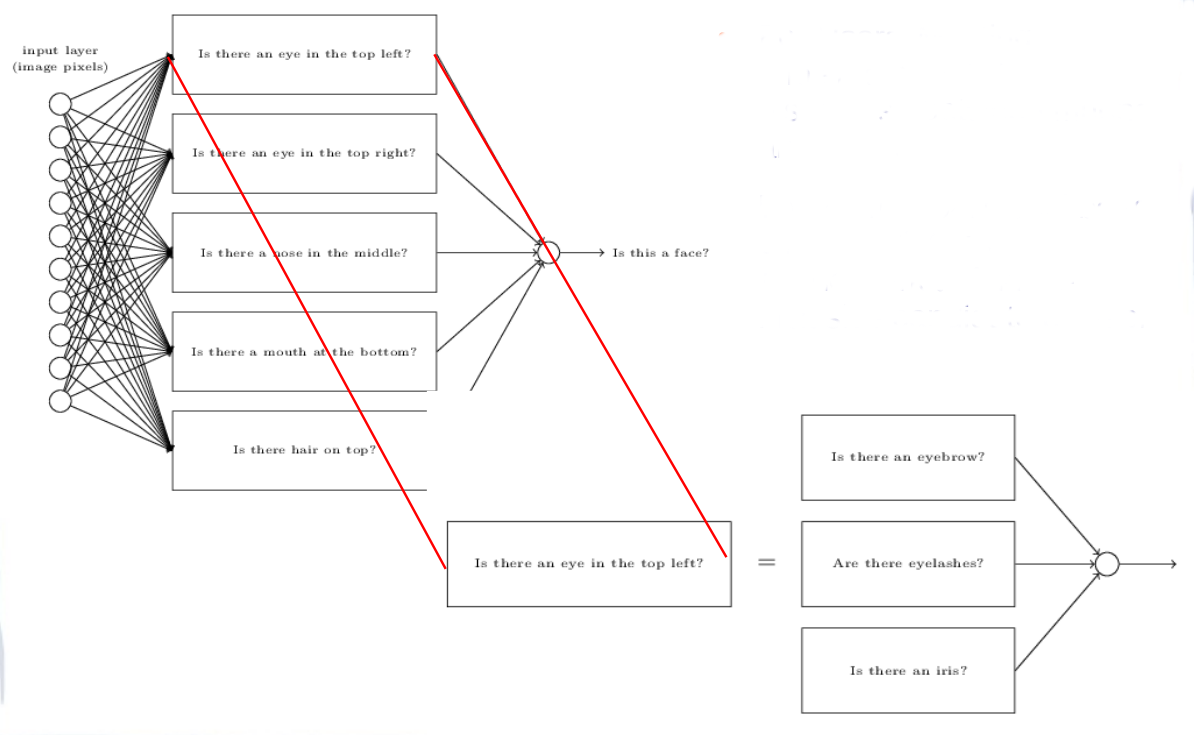 input layer
(image pixels)
Is there an eye in the top left?
Is there an eye in the top right?
Is there a nose in the middle?
Is this a face?
Is there a mouth at the bottom?
Is there hair on top?
Is there an eye in the top left?
=
Is there an eyebrow?
Are there eyelashes?
Is there an iris?